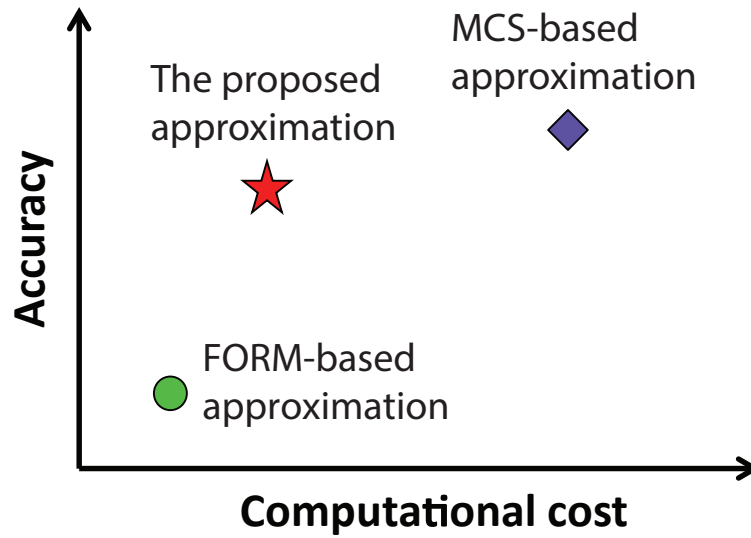 MCS-based
approximation
The proposed
approximation
Accuracy
FORM-based
approximation
Computational cost